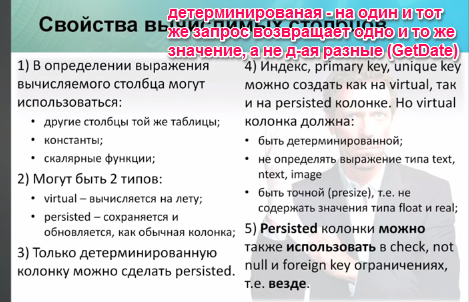 Свойства вычислимых столбцов
детерминированая - на один и тот
же запрос возвращает одно и то же
значение, а не д-ая разные (GetDate)
1) В определении выражения
вычисляемого столбца могут
использоваться:
• другие столбцы той же таблицы;
• константы;
• скалярные функции;
2) Могут быть 2 типов:
• virtual – вычисляется на лету;
• persisted – сохраняется и
обновляется, как обычная колонка;
3) Только детерминированную
колонку можно сделать persisted.
4) Индекс, primary key, unique key
можно создать как на virtual, так
и на persisted колонке. Но virtual
колонка должна:
• быть детерминированной;
• не определять выражение типа text,
ntext, image
• быть точной (presize), т.е. не
содержать значения типа float и real;
5) Persisted колонки можно
также использовать в check, not
null и foreign key ограничениях,
т.е. везде.